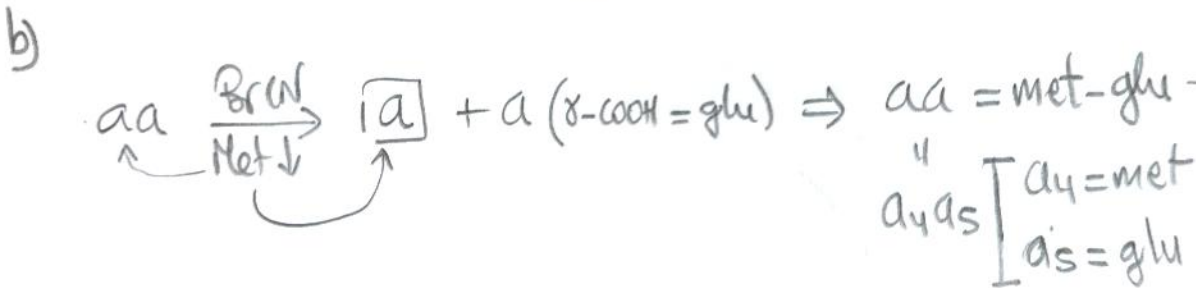 b)
aa BrCN Met↓ → a + a (γ-COOH = glu) ⇒ aa = met-glu-
"
a₄a₅ [ a₄ = met
a₅ = glu